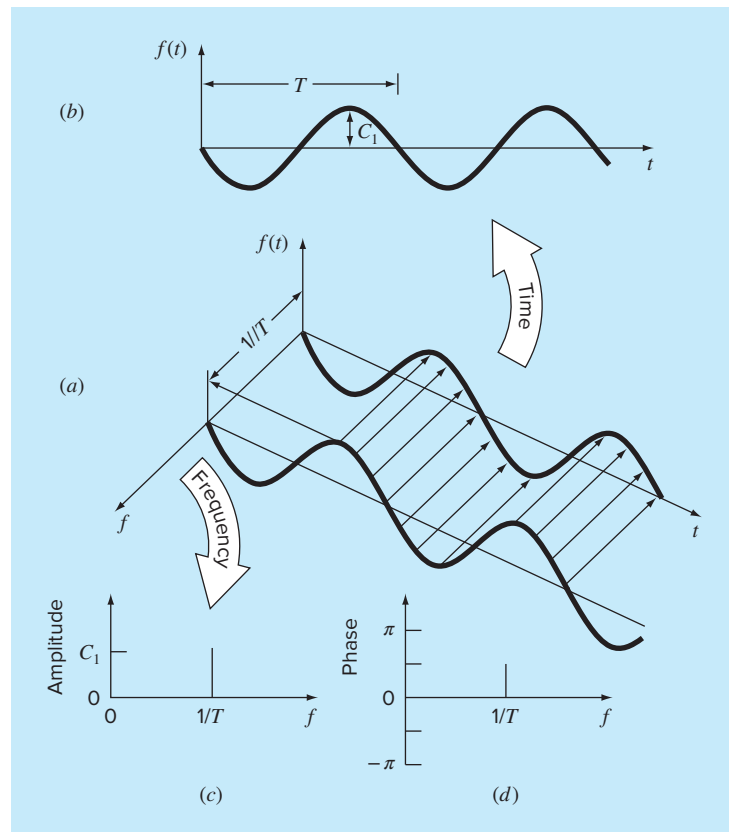 f(t)
T
(b)
C₁
t
f(t)
Time
1//T
(a)
Frequency
f
t
Amplitude
C₁
0
0
1/T
f
Phase
π
0
−π
1/T
f
(c)
(d)